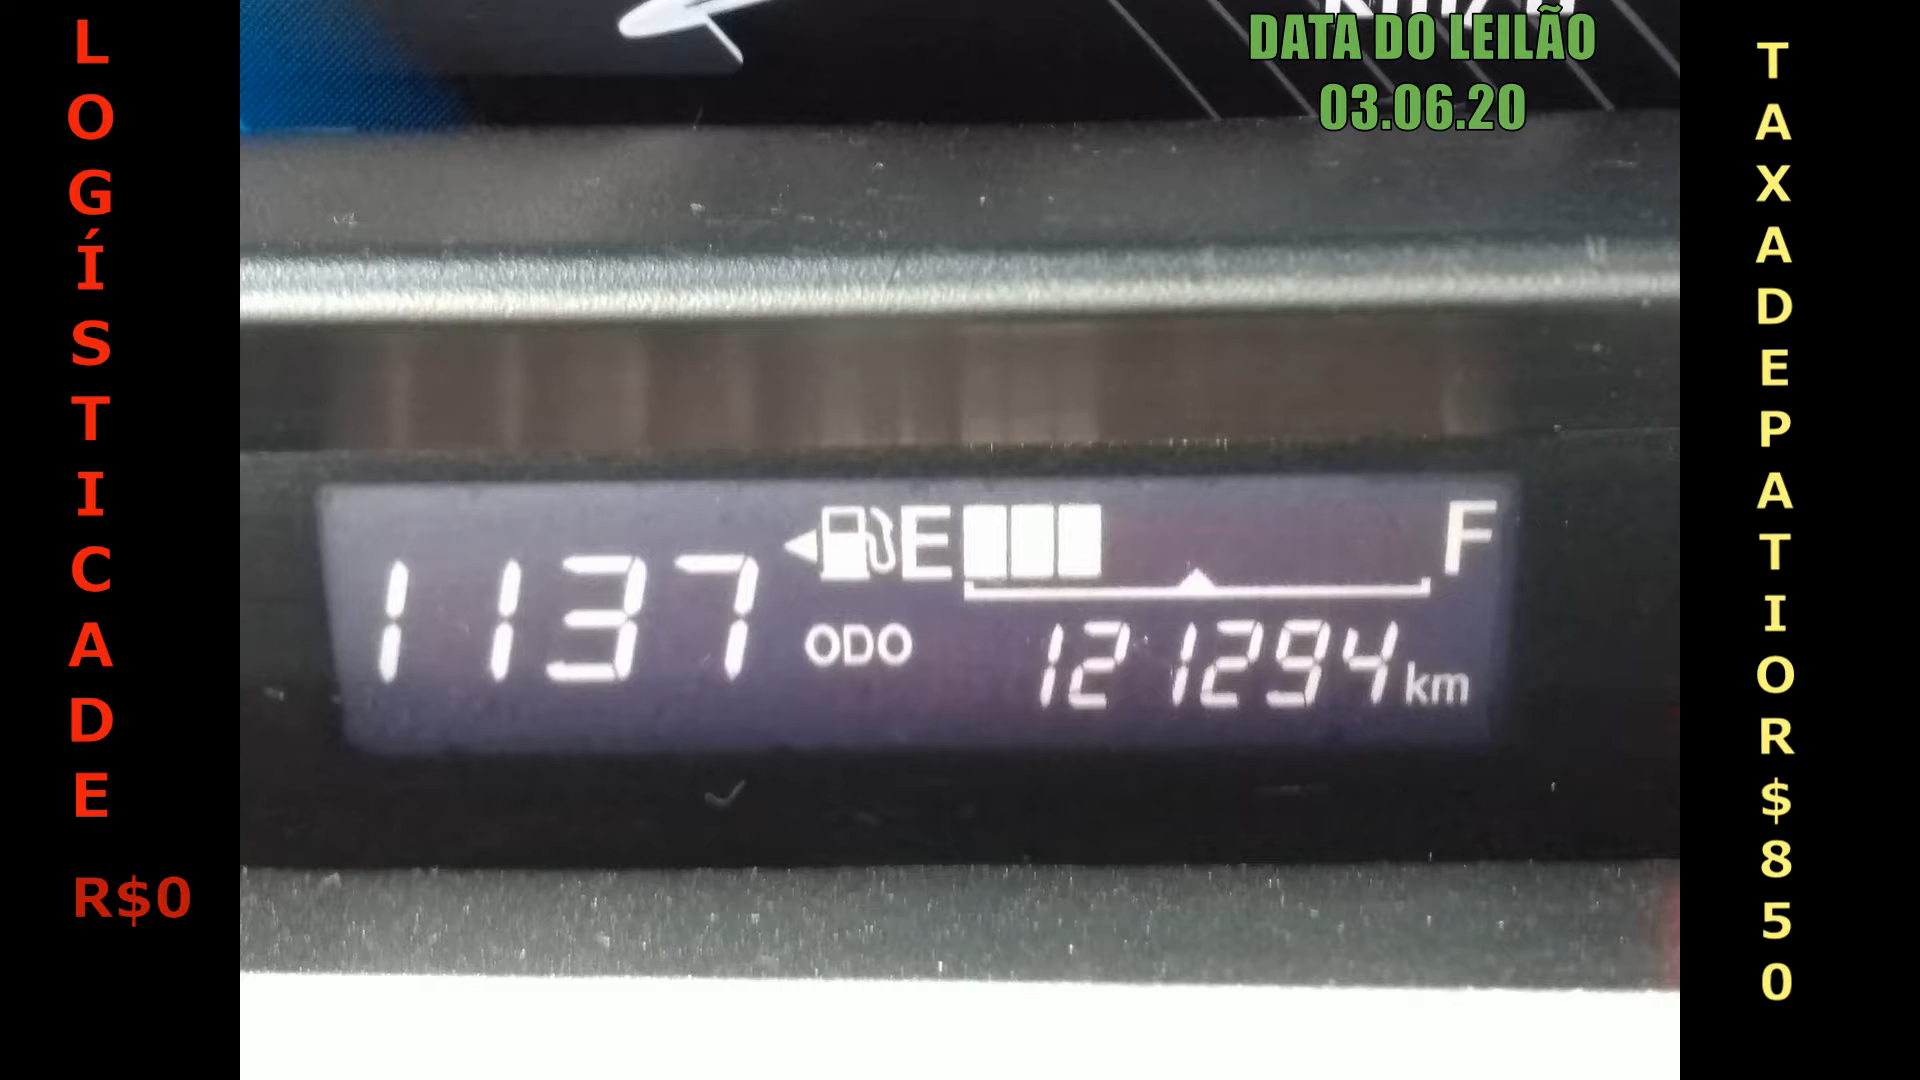 LOGÍSTICA DE
R$0
DATA DO LEILÃO
03.06.20
1137
E
F
ODO
121294 km
TAXA DE PATIO R$850